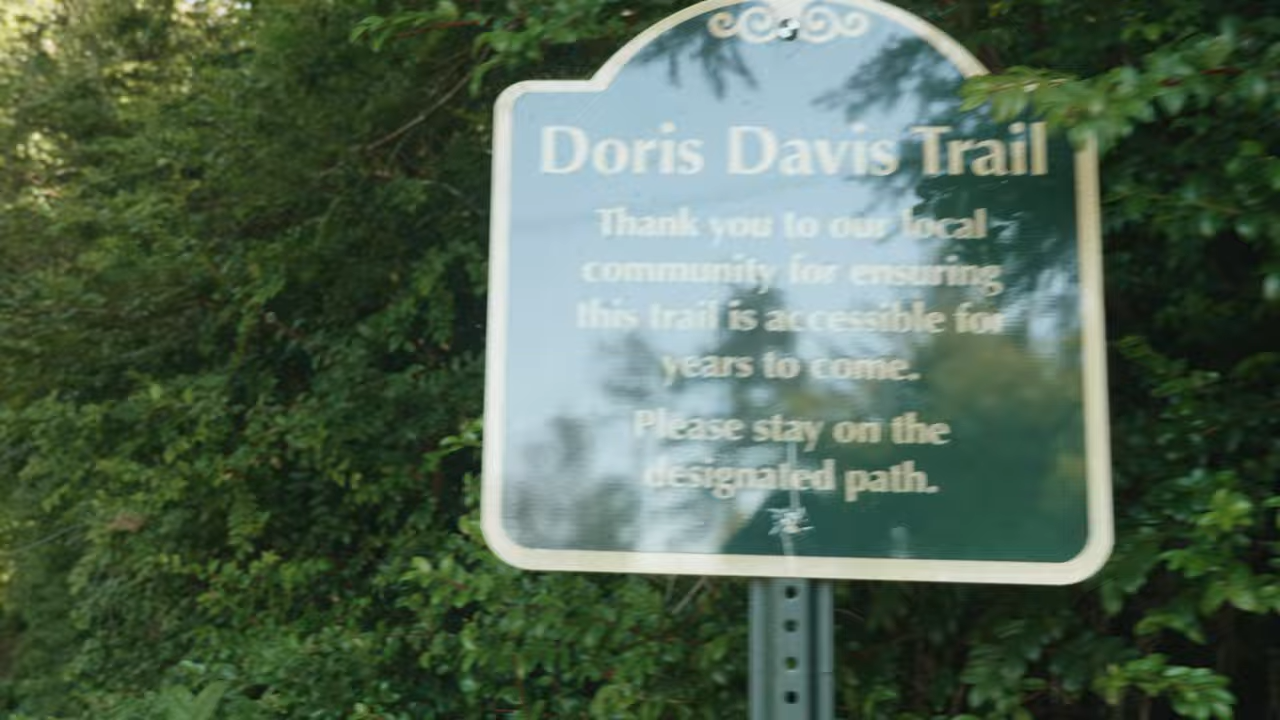 Doris Davis Trail
Thank you to our local
community for ensuring
this trail is accessible for
years to come.
Please stay on the
designated path.